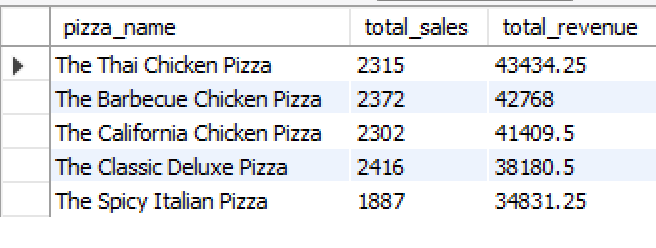 pizza_name total_sales total_revenue
The Thai Chicken Pizza 2315 43434.25
The Barbecue Chicken Pizza 2372 42768
The California Chicken Pizza 2302 41409.5
The Classic Deluxe Pizza 2416 38180.5
The Spicy Italian Pizza 1887 34831.25